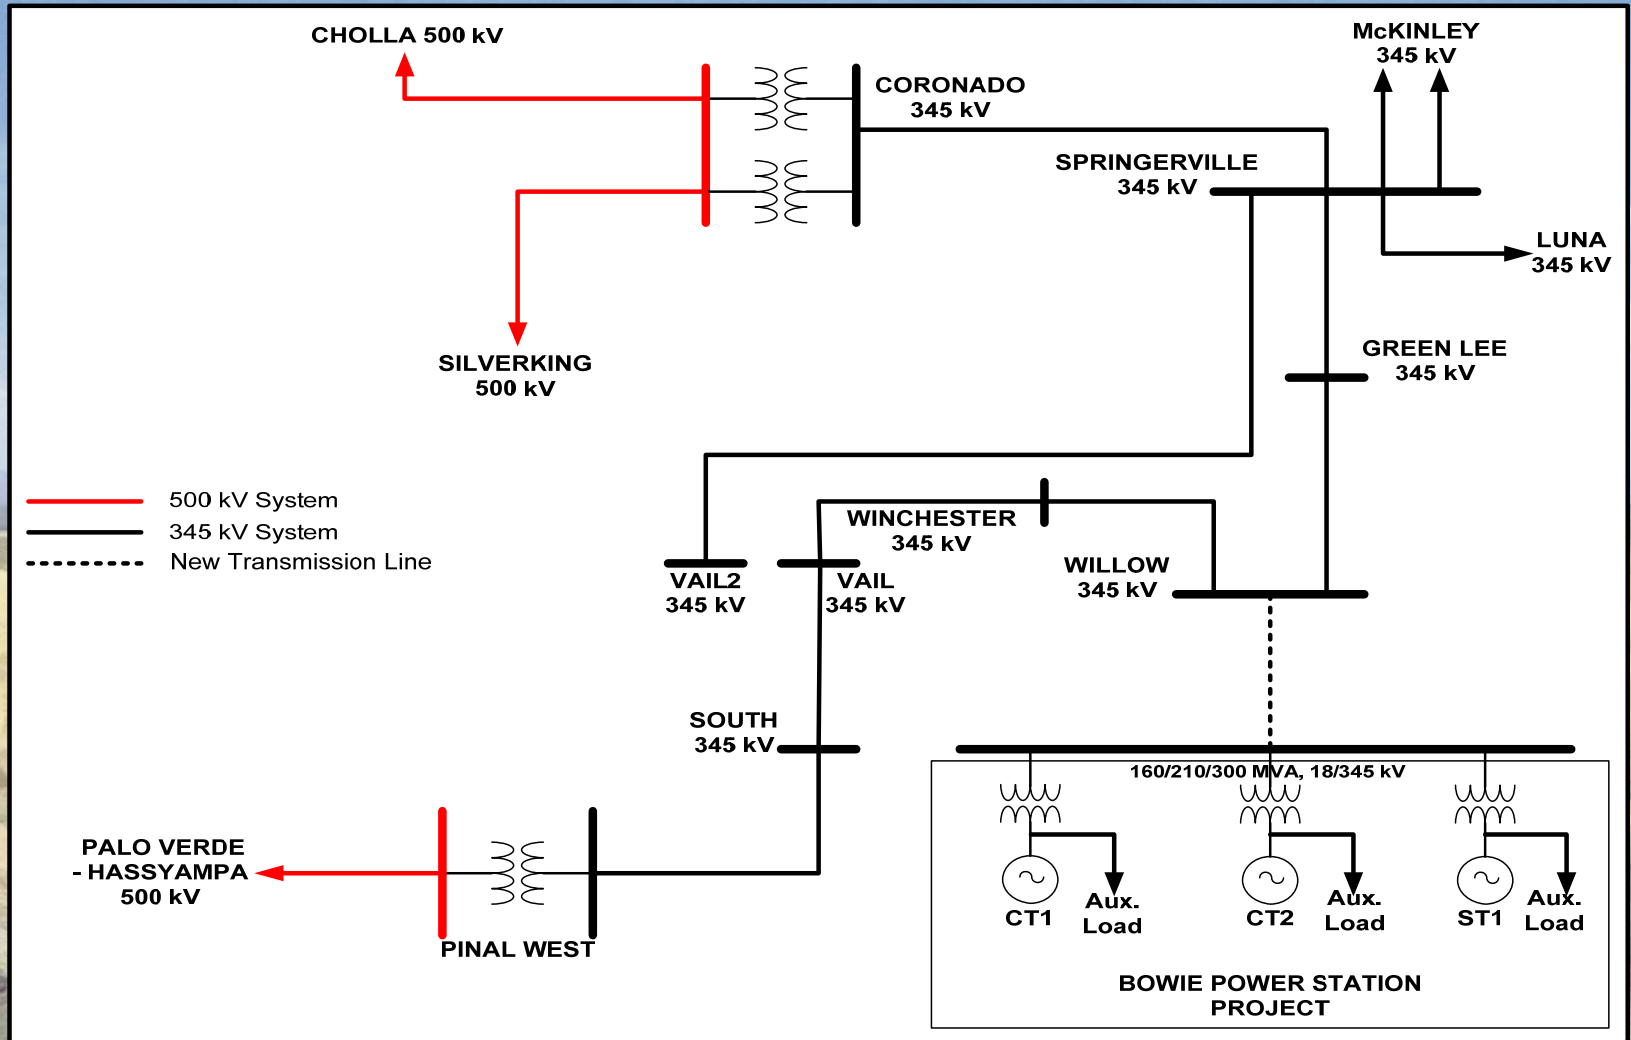 CHOLLA 500 kV
McKINLEY
345 kV
CORONADO
345 kV
SPRINGERVILLE
345 kV
LUNA
345 kV
SILVERKING
500 kV
GREEN LEE
345 kV
500 kV System
345 kV System
New Transmission Line
WINCHESTER
345 kV
VAIL2
345 kV
VAIL
345 kV
WILLOW
345 kV
SOUTH
345 kV
160/210/300 MVA, 18/345 kV
PALO VERDE
- HASSYAMPA
500 kV
PINAL WEST
CT1
Aux.
Load
CT2
Aux.
Load
ST1
Aux.
Load
BOWIE POWER STATION
PROJECT